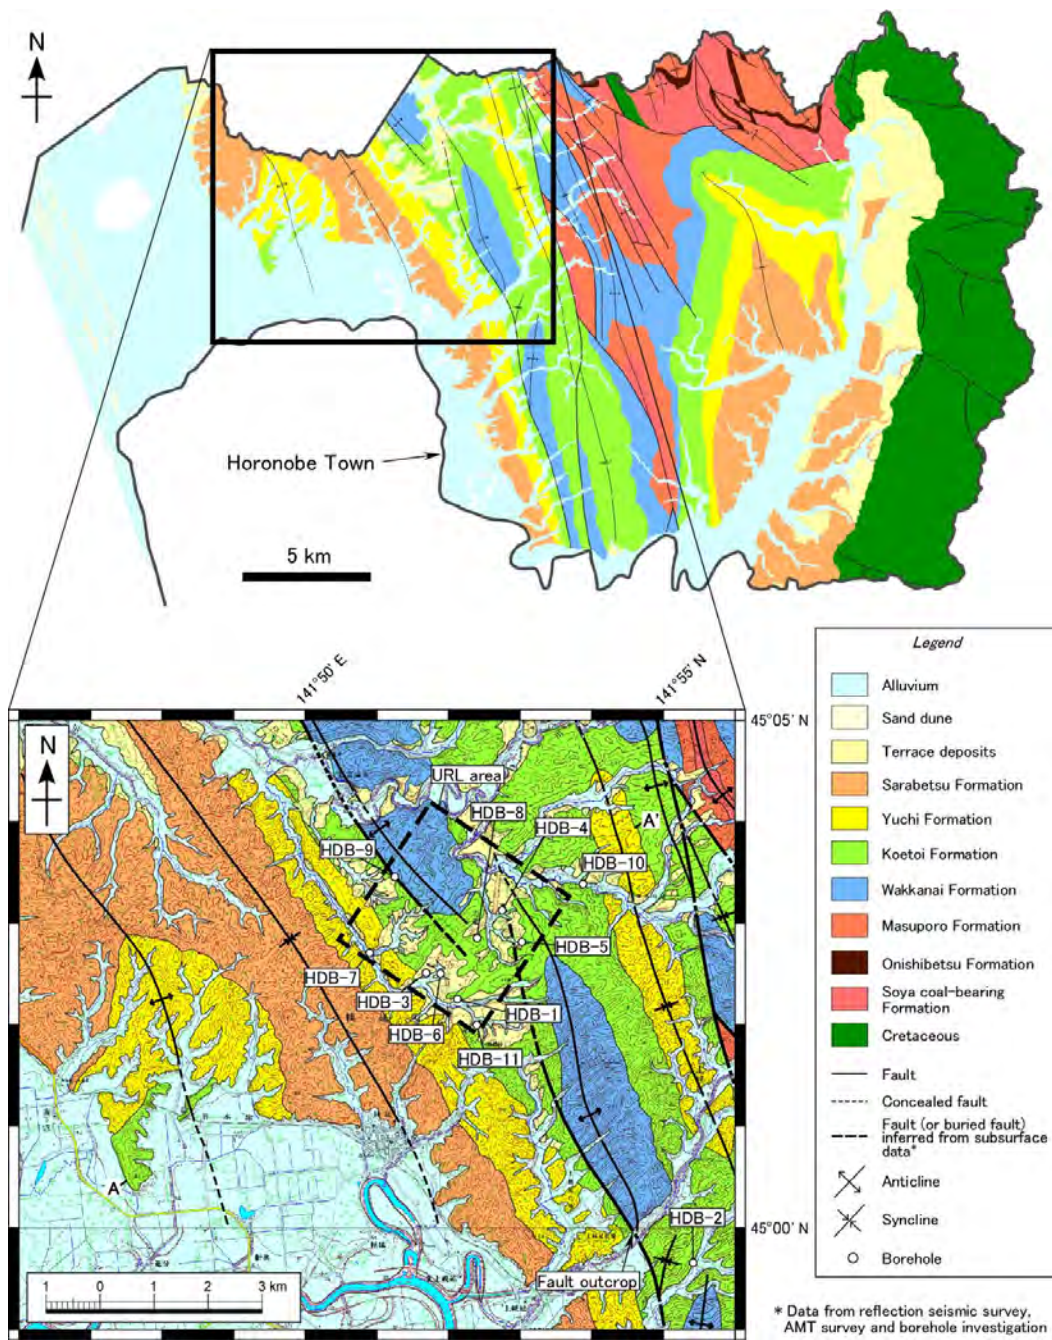 N
Horonobe Town
5 km
141°50' E
141°55' N
45°05' N
N
URL area
HDB-8
HDB-4
A'
HDB-9
HDB-10
HDB-5
HDB-7
HDB-3
HDB-1
HDB-6
HDB-11
A
HDB-2
45°00' N
Fault outcrop
1 0 1 2 3 km
Legend
Alluvium
Sand dune
Terrace deposits
Sarabetsu Formation
Yuchi Formation
Koetoi Formation
Wakkanai Formation
Masuporo Formation
Onishibetsu Formation
Soya coal-bearing
Formation
Cretaceous
Fault
Concealed fault
Fault (or buried fault)
inferred from subsurface
data*
Anticline
Syncline
Borehole
* Data from reflection seismic survey,
AMT survey and borehole investigation